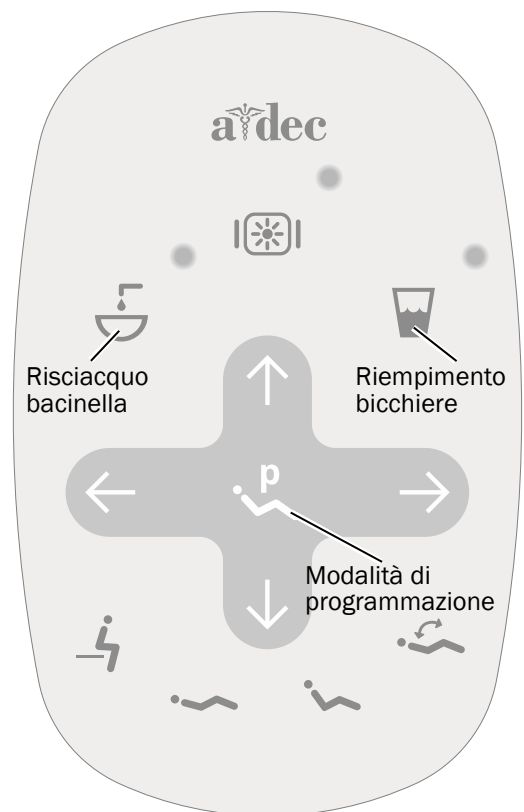 a dec
Risciacquo
bacinella
Riempimento
bicchiere
p
Modalità di
programmazione